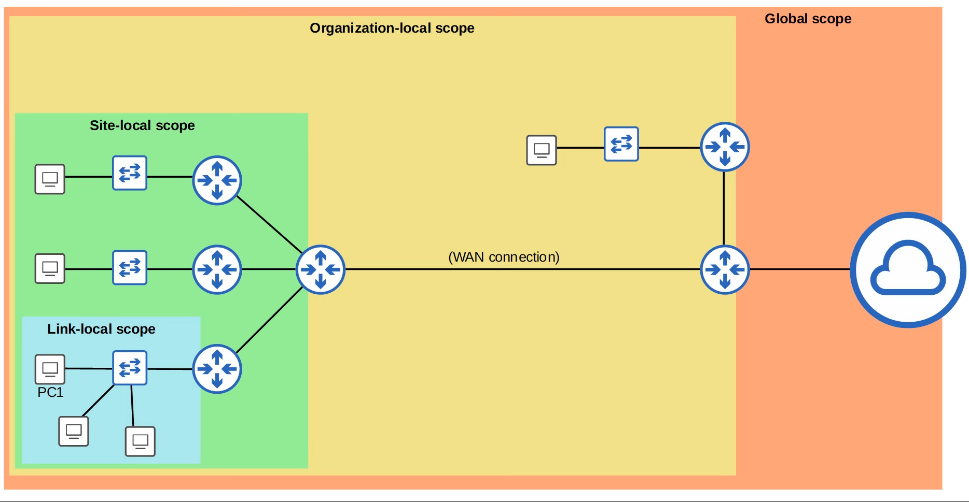 Global scope
Organization-local scope
Site-local scope
(WAN connection)
Link-local scope
PC1